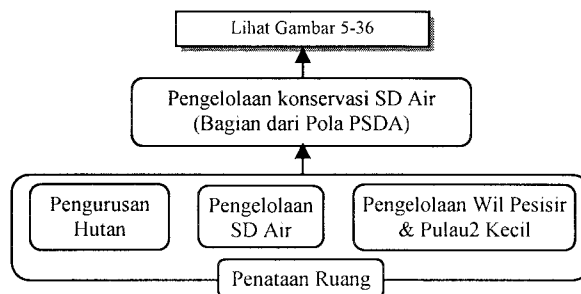 Lihat Gambar 5-36
Pengelolaan konservasi SD Air
(Bagian dari Pola PSDA)
Pengurusan
Hutan
Pengelolaan
SD Air
Pengelolaan Wil Pesisir
& Pulau2 Kecil
Penataan Ruang